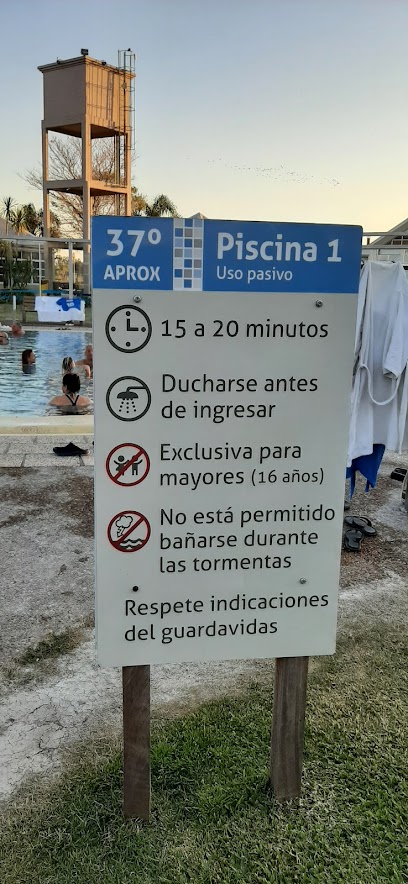 37º
APROX
Piscina 1
Uso pasivo
15 a 20 minutos
Ducharse antes
de ingresar
Exclusiva para
mayores (16 años)
No está permitido
bañarse durante
las tormentas
Respete indicaciones
del guardavidas